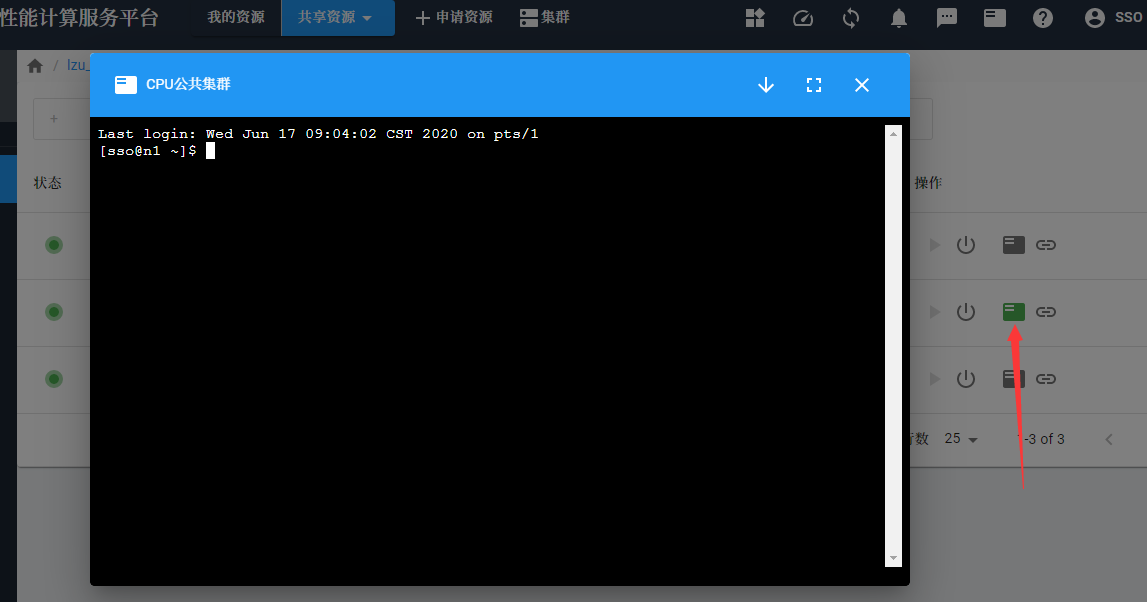 性能计算服务平台
我的资源
共享资源
申请资源
集群
SSO
/ lzu_
CPU公共集群
+
Last login: Wed Jun 17 09:04:02 CST 2020 on pts/1
[sso@n1 ~]$
状态
操作
行数 25
-3 of 3